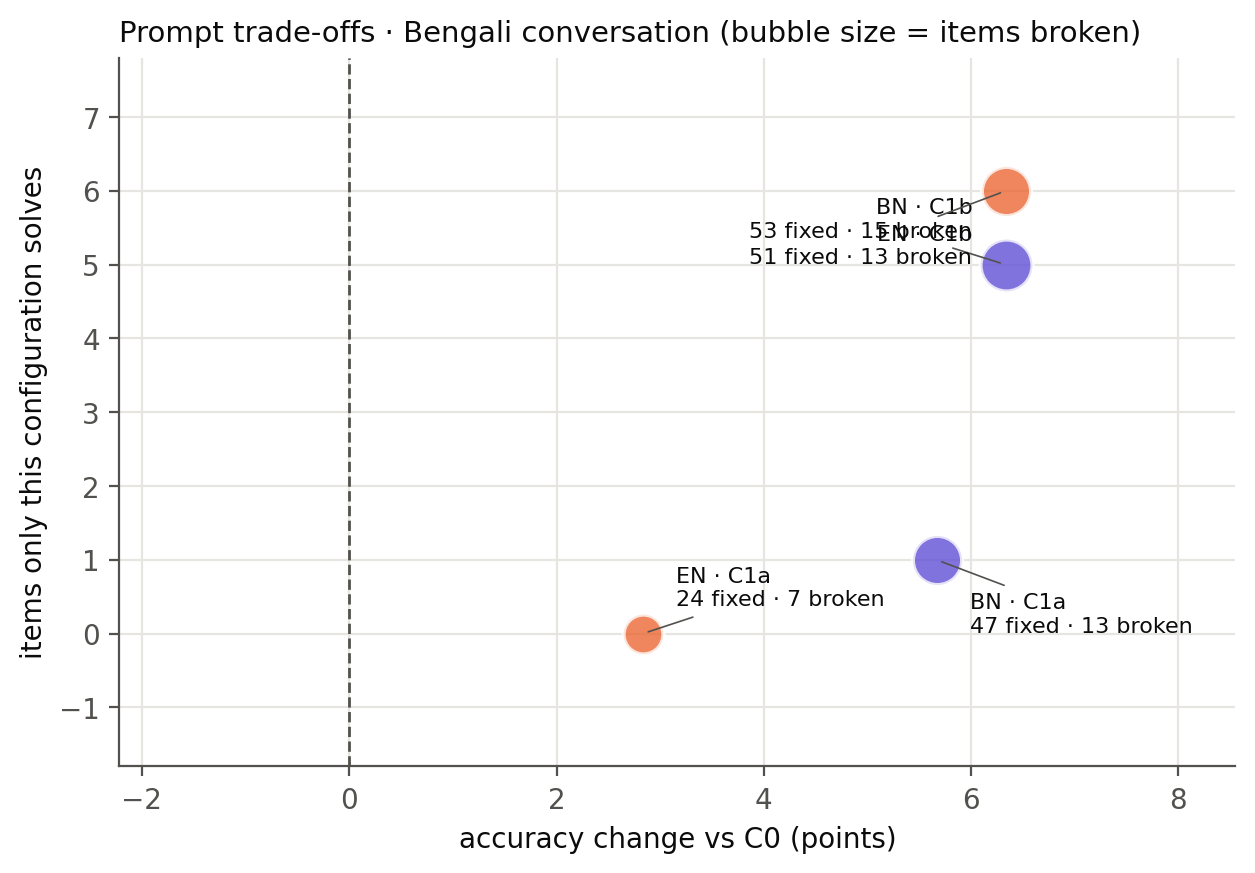 Prompt trade-offs · Bengali conversation (bubble size = items broken)
items only this configuration solves
7
6
5
4
3
2
1
0
−1
BN · C1b
53 fixed · 15 broken
EN · C1b
51 fixed · 13 broken
EN · C1a
24 fixed · 7 broken
BN · C1a
47 fixed · 13 broken
−2 0 2 4 6 8
accuracy change vs C0 (points)